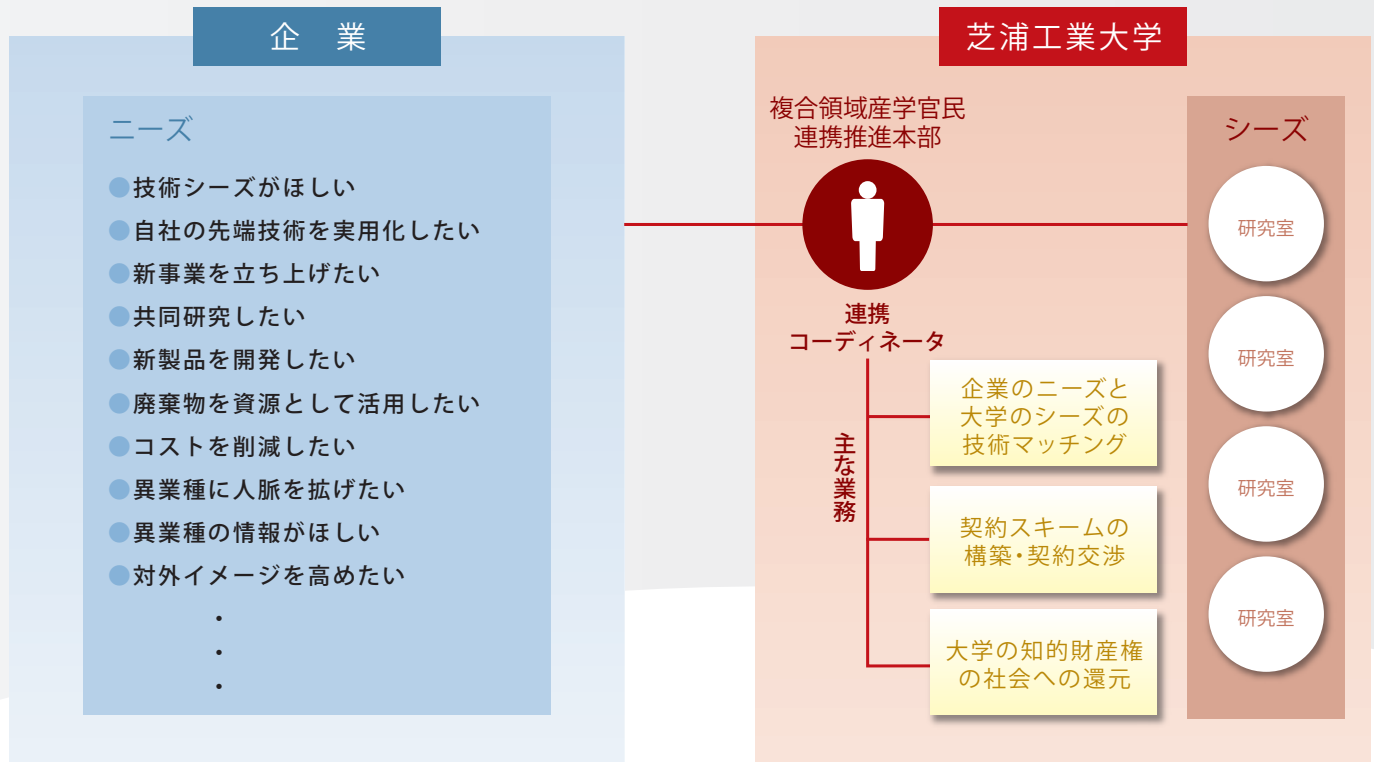 企 業
ニーズ
●技術シーズがほしい
●自社の先端技術を実用化したい
●新事業を立ち上げたい
●共同研究したい
●新製品を開発したい
●廃棄物を資源として活用したい
●コストを削減したい
●異業種に人脈を拡げたい
●異業種の情報がほしい
●対外イメージを高めたい
・
・
・
芝浦工業大学
複合領域産学官民
連携推進本部
連携
コーディネータ
主な業務
企業のニーズと
大学のシーズの
技術マッチング
契約スキームの
構築・契約交渉
大学の知的財産権
の社会への還元
シーズ
研究室
研究室
研究室
研究室